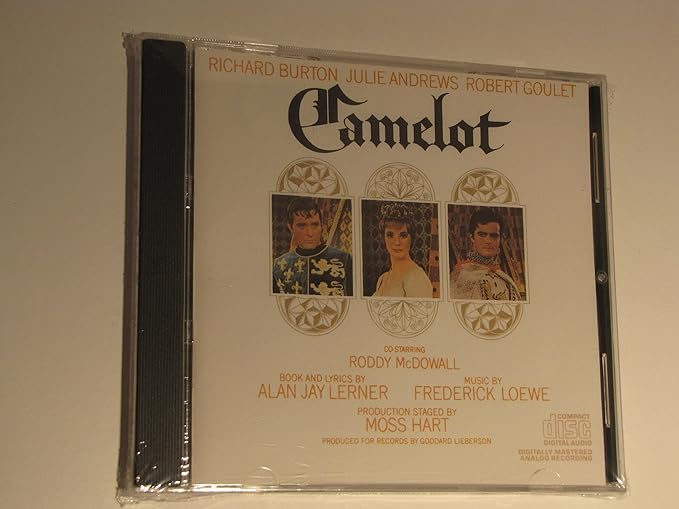 RICHARD BURTON JULIE ANDREWS ROBERT GOULET
Camelot
CO-STARRING
RODDY McDOWALL
BOOK AND LYRICS BY
ALAN JAY LERNER
MUSIC BY
FREDERICK LOEWE
PRODUCTION STAGED BY
MOSS HART
PRODUCED FOR RECORDS BY GODDARD LIEBERSON
COMPACT
disc
DIGITAL AUDIO
DIGITALLY MASTERED
ANALOG RECORDING